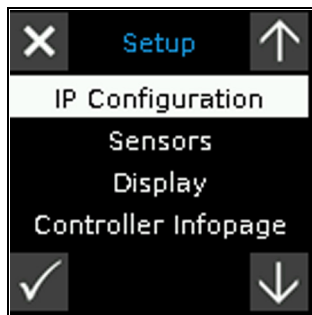 Setup
IP Configuration
Sensors
Display
Controller Infopage